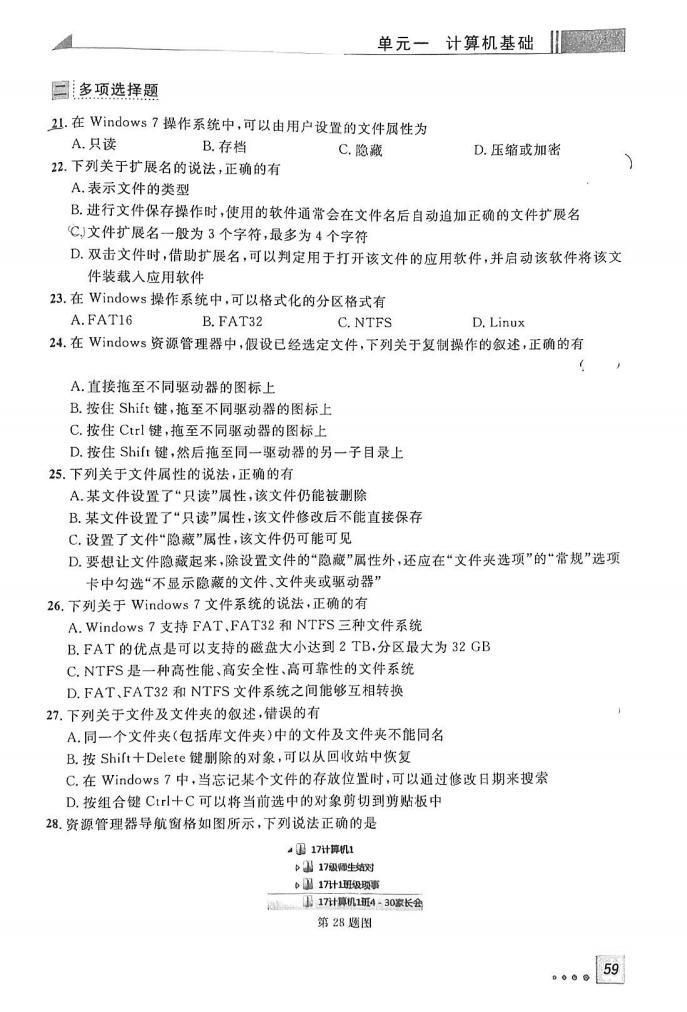 单元一 计算机基础
二 多项选择题
21. 在 Windows 7 操作系统中,可以由用户设置的文件属性为
A. 只读 B. 存档 C. 隐藏 D. 压缩或加密
)
22. 下列关于扩展名的说法,正确的有
A. 表示文件的类型
B. 进行文件保存操作时,使用的软件通常会在文件名后自动追加正确的文件扩展名
C. 文件扩展名一般为 3 个字符,最多为 4 个字符
D. 双击文件时,借助扩展名,可以判定用于打开该文件的应用软件,并启动该软件将该文
件装载入应用软件
23. 在 Windows 操作系统中,可以格式化的分区格式有
A. FAT16 B. FAT32 C. NTFS D. Linux
24. 在 Windows 资源管理器中,假设已经选定文件,下列关于复制操作的叙述,正确的有
A. 直接拖至不同驱动器的图标上
B. 按住 Shift 键,拖至不同驱动器的图标上
C. 按住 Ctrl 键,拖至不同驱动器的图标上
D. 按住 Shift 键,然后拖至同一驱动器的另一子目录上
25. 下列关于文件属性的说法,正确的有
A. 某文件设置了“只读”属性,该文件仍能被删除
B. 某文件设置了“只读”属性,该文件修改后不能直接保存
C. 设置了文件“隐藏”属性,该文件仍可能可见
D. 要想让文件隐藏起来,除设置文件的“隐藏”属性外,还应在“文件夹选项”的“常规”选项
卡中勾选“不显示隐藏的文件、文件夹或驱动器”
26. 下列关于 Windows 7 文件系统的说法,正确的有
A. Windows 7 支持 FAT、FAT32 和 NTFS 三种文件系统
B. FAT 的优点是可以支持的磁盘大小达到 2 TB,分区最大为 32 GB
C. NTFS 是一种高性能、高安全性、高可靠性的文件系统
D. FAT、FAT32 和 NTFS 文件系统之间能够互相转换
27. 下列关于文件及文件夹的叙述,错误的有
A. 同一个文件夹(包括库文件夹)中的文件及文件夹不能同名
B. 按 Shift+Delete 键删除的对象,可以从回收站中恢复
C. 在 Windows 7 中,当忘记某个文件的存放位置时,可以通过修改日期来搜索
D. 按组合键 Ctrl+C 可以将当前选中的对象剪切到剪贴板中
28. 资源管理器导航窗格如图所示,下列说法正确的是
17计算机1
17级师生结对
17计1班级琐事
17计算机1班4-30家长会
第 28 题图
59